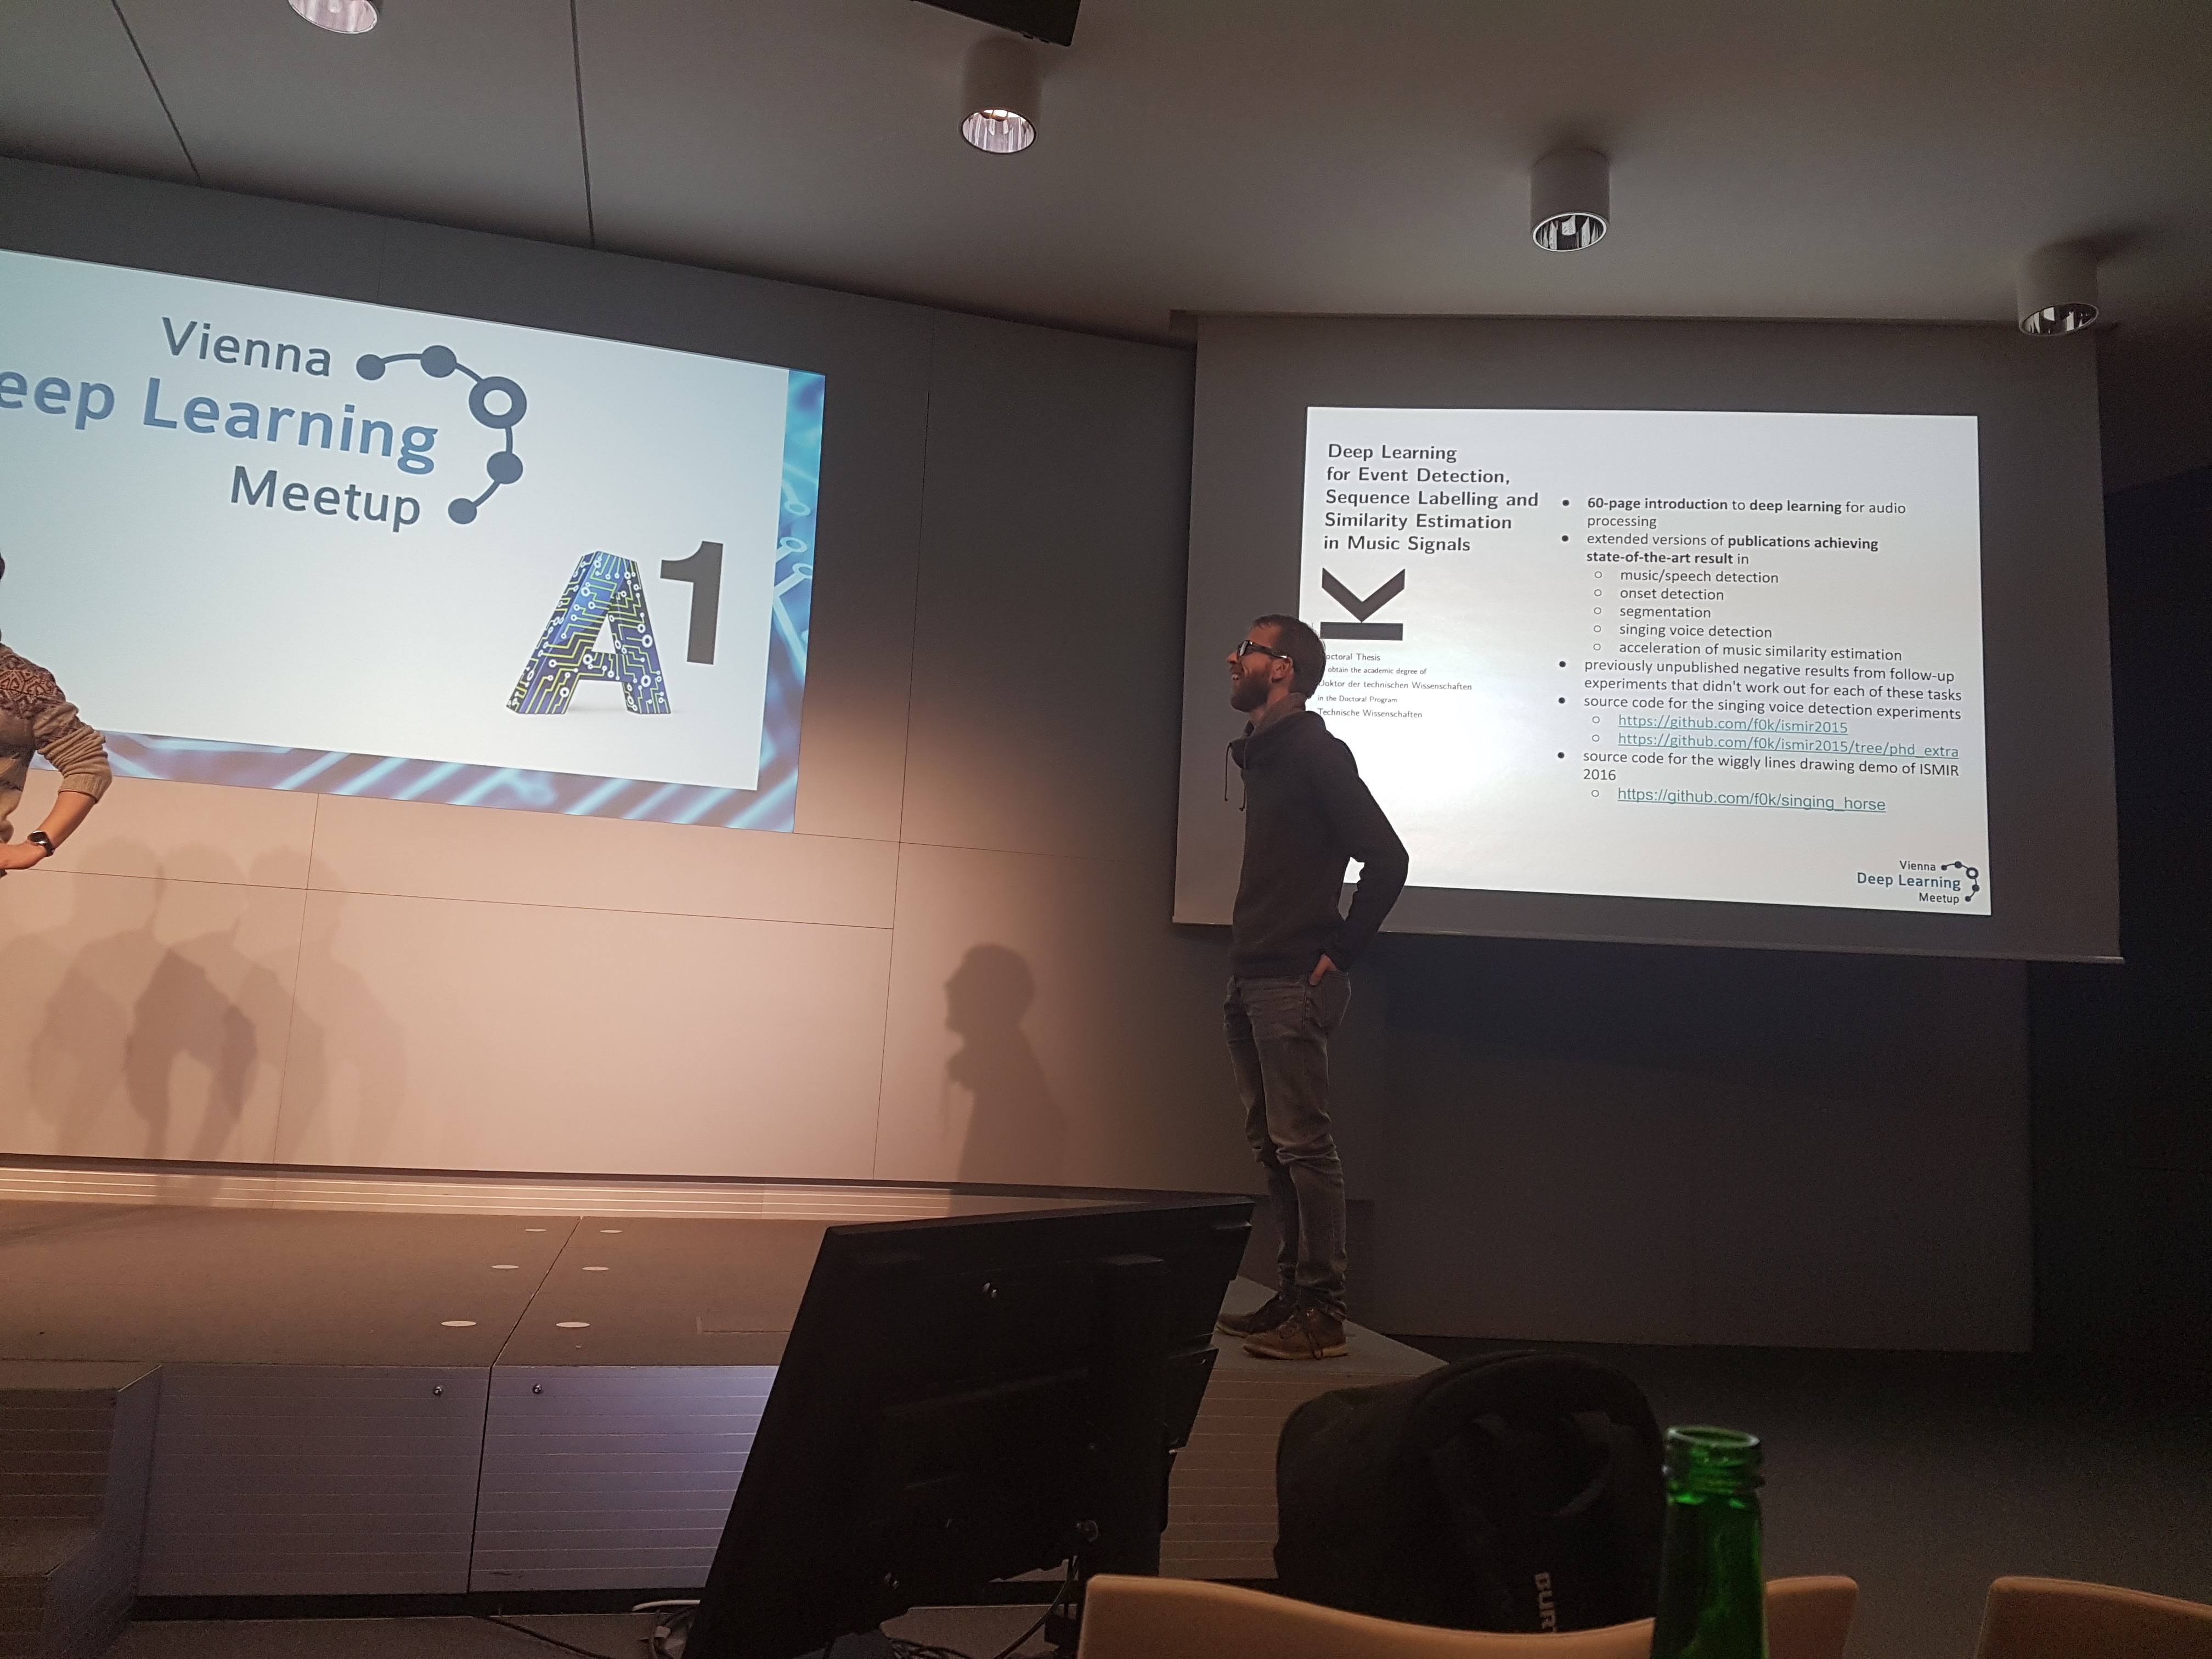 Vienna
eep Learning
Meetup
A1
Deep Learning
for Event Detection,
Sequence Labelling and
Similarity Estimation
in Music Signals
octoral Thesis
obtain the academic degree of
Doktor der technischen Wissenschaften
in the Doctoral Program
Technische Wissenschaften
● 60-page introduction to deep learning for audio
processing
● extended versions of publications achieving
state-of-the-art result in
○ music/speech detection
○ onset detection
○ segmentation
○ singing voice detection
○ acceleration of music similarity estimation
● previously unpublished negative results from follow-up
experiments that didn't work out for each of these tasks
● source code for the singing voice detection experiments
○ https://github.com/f0k/ismir2015
○ https://github.com/f0k/ismir2015/tree/phd_extra
● source code for the wiggly lines drawing demo of ISMIR
2016
○ https://github.com/f0k/singing_horse
Vienna
Deep Learning
Meetup
BURT